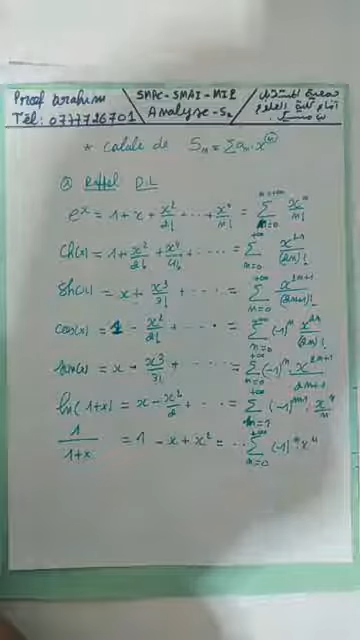 Prof ibrahim
Tél: 0777726701
SMPC-SMAI-MIP
Analyse-S2
* calcule de Sn = Σ an · x^(n)
② Rappel D.L
e^x = 1 + x + x²/2! + ··· + x^n/n! = Σ_{n=0}^{n=+∞} x^n/n!
Ch(x) = 1 + x²/2! + x⁴/4! + ····· = Σ_{n=0}^{+∞} x^{2n}/(2n)!
Sh(x) = x + x³/3! + ····· = Σ_{n=0}^{+∞} x^{2n+1}/(2n+1)!
cos(x) = 1 - x²/2! + ···· = Σ_{n=0}^{+∞} (-1)^n x^{2n}/(2n)!
sin(x) = x - x³/3! + ····· = Σ_{n=0}^{+∞} (-1)^n · x^{2n+1}/2n+1
ln(1+x) = x - x²/2 + ··· = Σ_{n=1}^{+∞} (-1)^{n+1} · x^n/n
1/1+x = 1 - x + x² = ··· Σ_{n=0}^{+∞} (-1)^n x^n